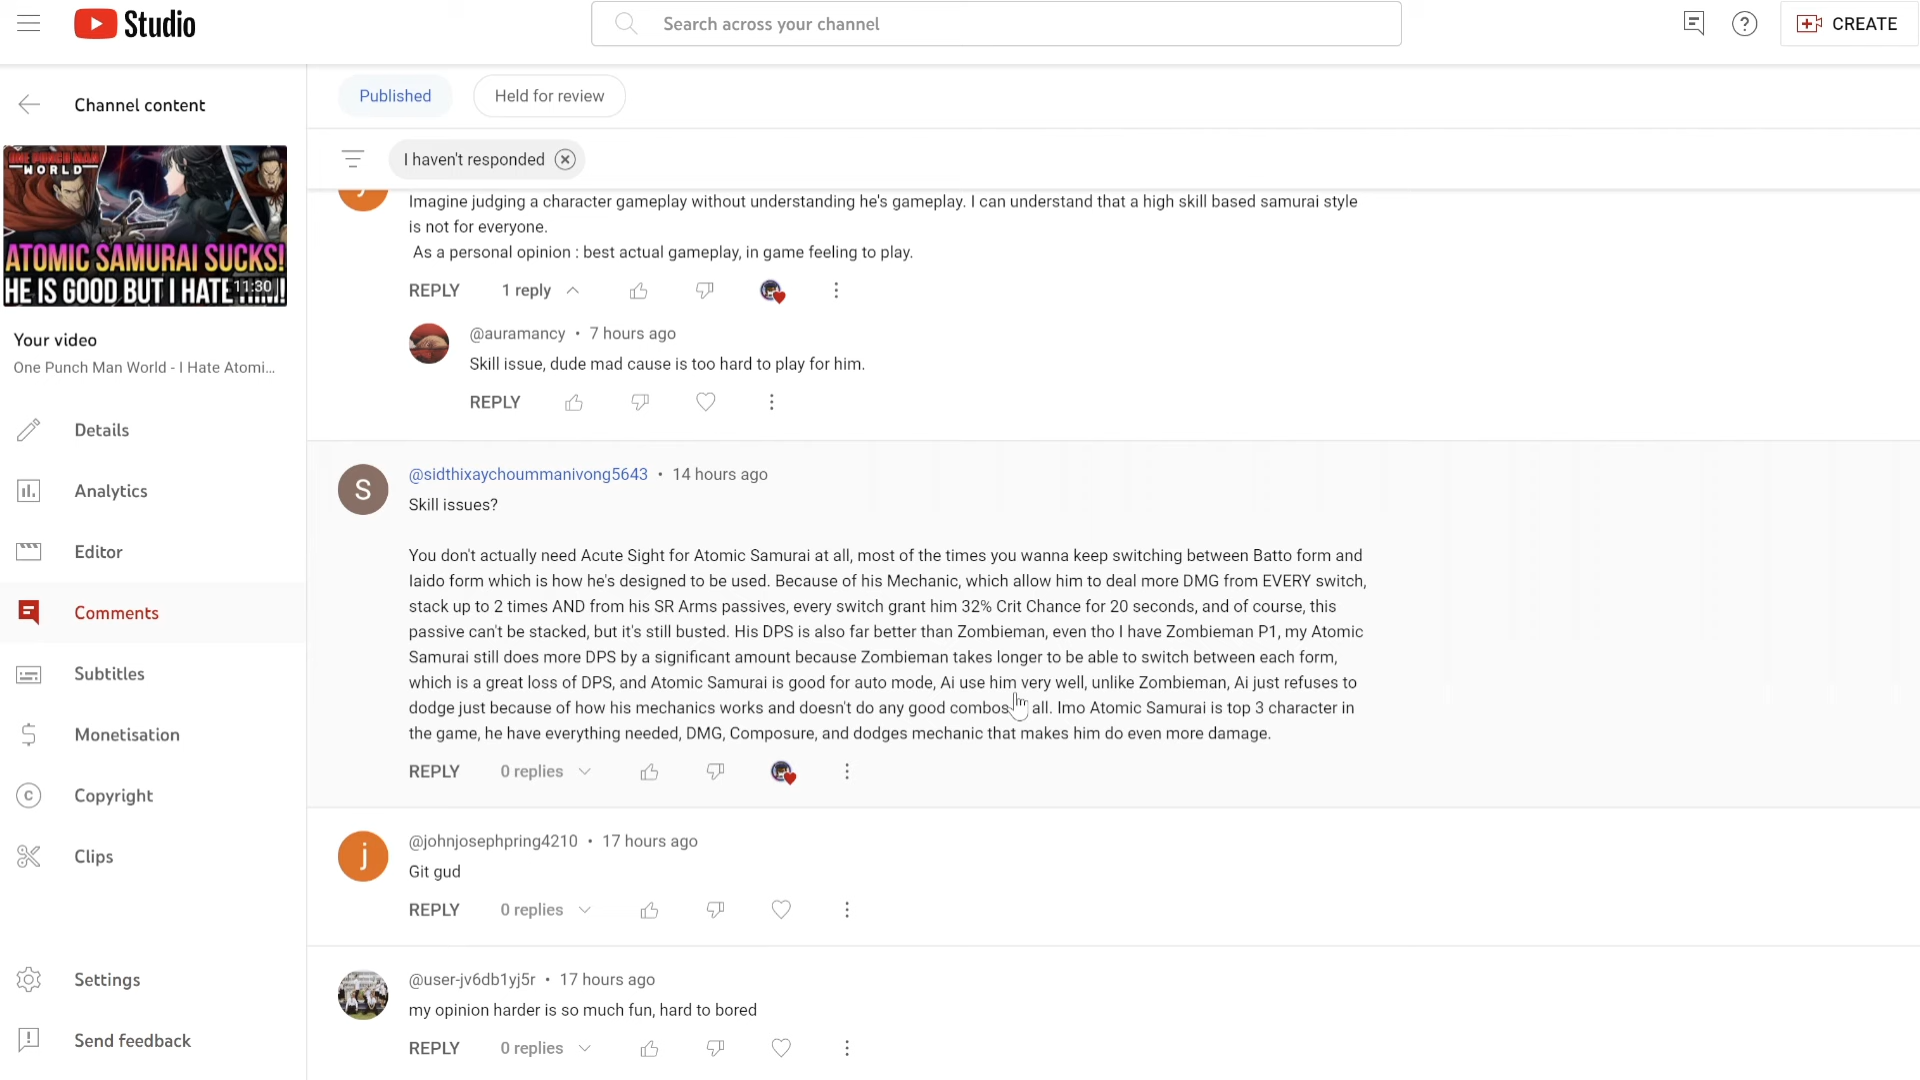 Studio
Search across your channel
CREATE
Channel content
Published
Held for review
I haven't responded
ONE PUNCH MAN
WORLD
ATOMIC SAMURAI SUCKS!
HE IS GOOD BUT I HATE
11:30
Your video
One Punch Man World - I Hate Atomi...
Details
Analytics
Editor
Comments
Subtitles
Monetisation
Copyright
Clips
Settings
Send feedback
Imagine judging a character gameplay without understanding he's gameplay. I can understand that a high skill based samurai style
is not for everyone.
As a personal opinion : best actual gameplay, in game feeling to play.
REPLY 1 reply
@auramancy • 7 hours ago
Skill issue, dude mad cause is too hard to play for him.
REPLY
S
@sidthixaychoummanivong5643 • 14 hours ago
Skill issues?
You don't actually need Acute Sight for Atomic Samurai at all, most of the times you wanna keep switching between Batto form and
Iaido form which is how he's designed to be used. Because of his Mechanic, which allow him to deal more DMG from EVERY switch,
stack up to 2 times AND from his SR Arms passives, every switch grant him 32% Crit Chance for 20 seconds, and of course, this
passive can't be stacked, but it's still busted. His DPS is also far better than Zombieman, even tho I have Zombieman P1, my Atomic
Samurai still does more DPS by a significant amount because Zombieman takes longer to be able to switch between each form,
which is a great loss of DPS, and Atomic Samurai is good for auto mode, Ai use him very well, unlike Zombieman, Ai just refuses to
dodge just because of how his mechanics works and doesn't do any good combos all. Imo Atomic Samurai is top 3 character in
the game, he have everything needed, DMG, Composure, and dodges mechanic that makes him do even more damage.
REPLY 0 replies
j
@johnjosephpring4210 • 17 hours ago
Git gud
REPLY 0 replies
@user-jv6db1yj5r • 17 hours ago
my opinion harder is so much fun, hard to bored
REPLY 0 replies